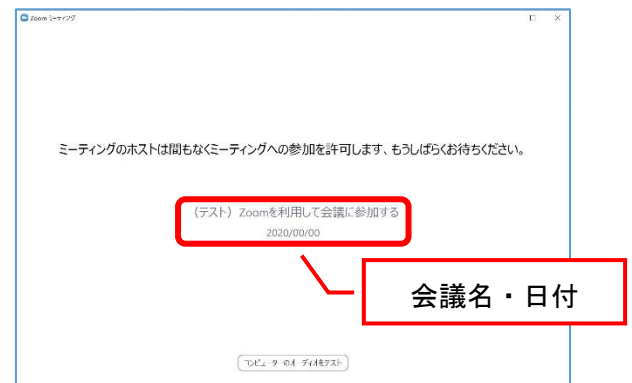 Zoom ミーティング
ミーティングのホストは間もなくミーティングへの参加を許可します、もうしばらくお待ちください。
(テスト) Zoomを利用して会議に参加する
2020/00/00
会議名・日付
コンピューターのオーディオをテスト